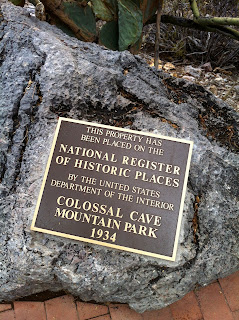 THIS PROPERTY HAS
BEEN PLACED ON THE
NATIONAL REGISTER
OF HISTORIC PLACES
BY THE UNITED STATES
DEPARTMENT OF THE INTERIOR
COLOSSAL CAVE
MOUNTAIN PARK
1934